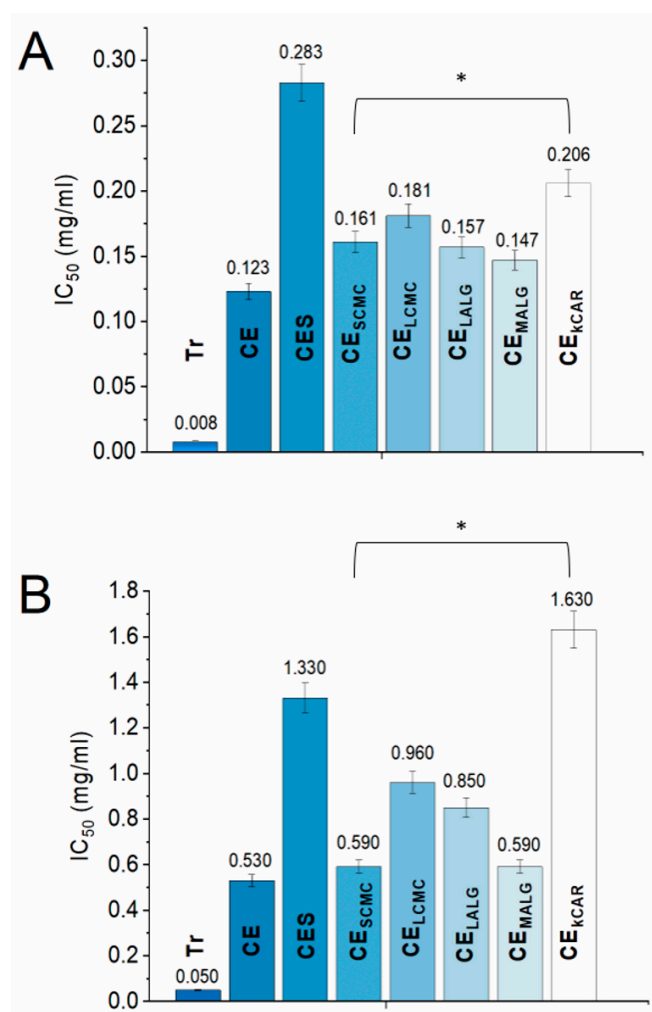 A
IC50 (mg/ml)
0.30
0.25
0.20
0.15
0.10
0.05
0.00
*
0.008
0.123
0.283
0.161
0.181
0.157
0.147
0.206
Tr
CE
CES
CESCMC
CELCMC
CELALG
CEMALG
CEkCAR
B
IC50 (mg/ml)
1.8
1.6
1.4
1.2
1.0
0.8
0.6
0.4
0.2
0.0
*
0.050
0.530
1.330
0.590
0.960
0.850
0.590
1.630
Tr
CE
CES
CESCMC
CELCMC
CELALG
CEMALG
CEkCAR